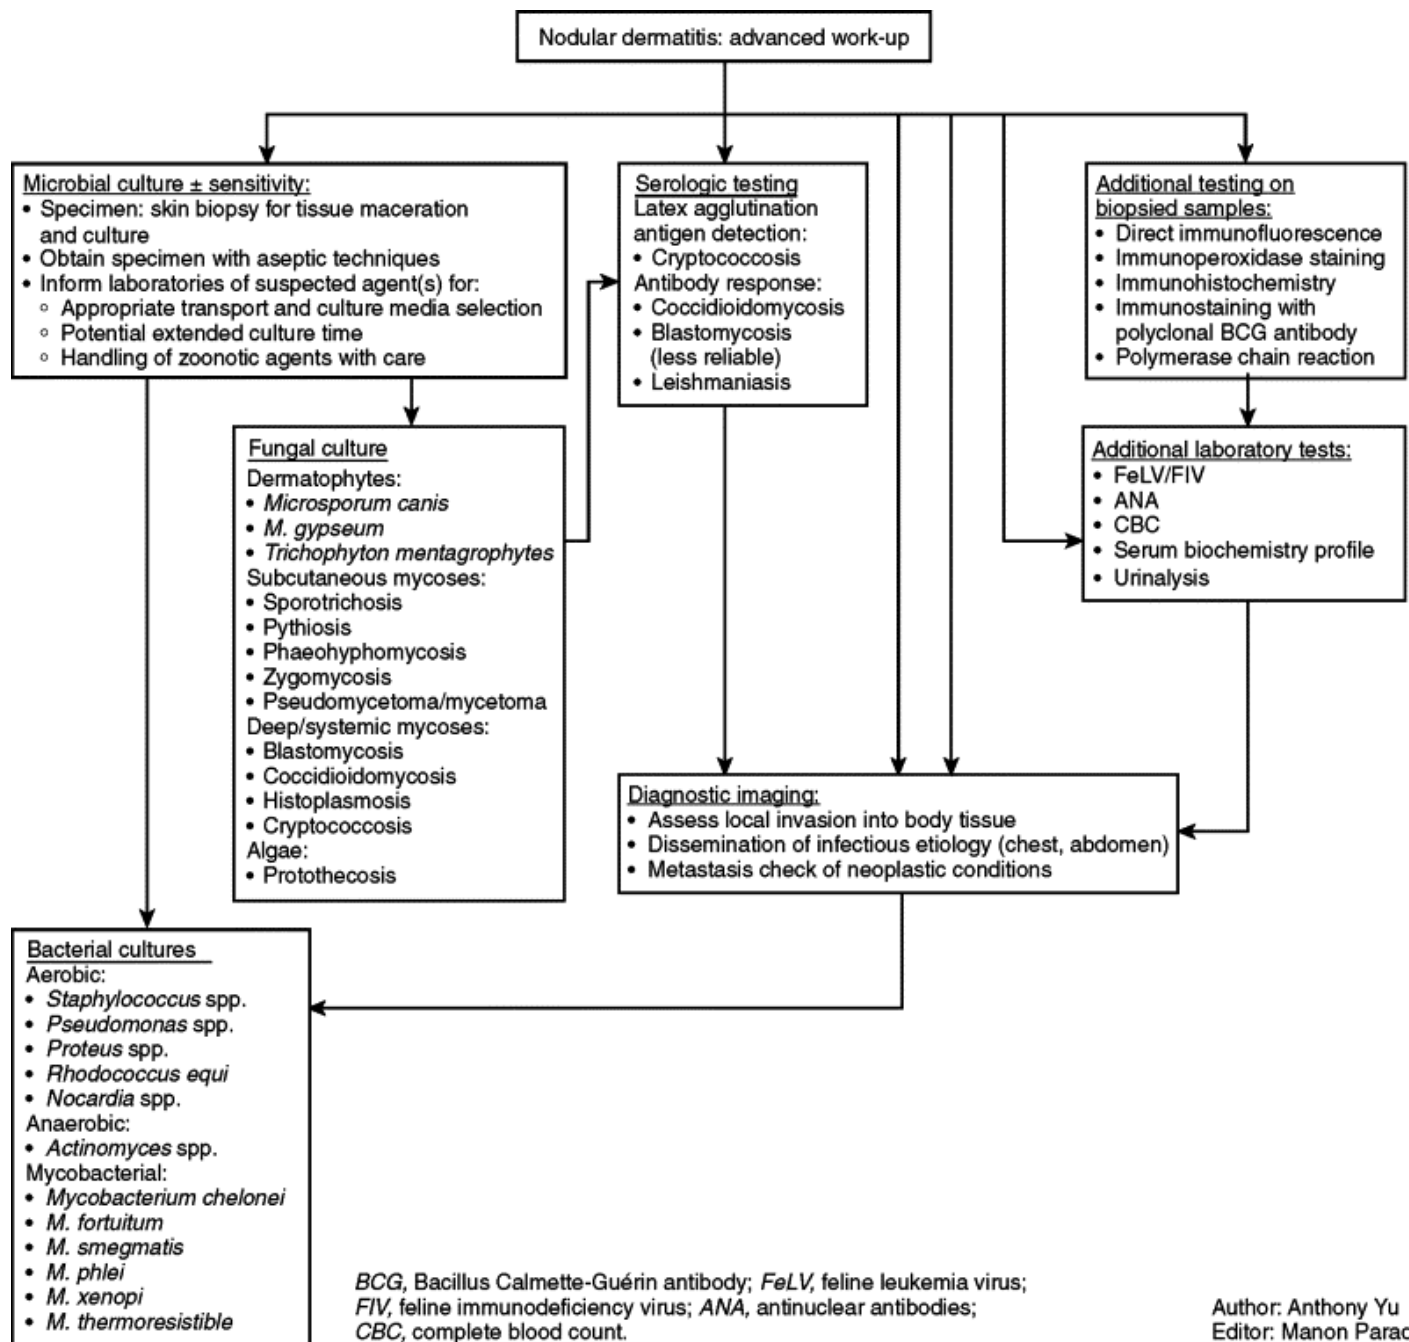 Nodular dermatitis: advanced work-up
Microbial culture ± sensitivity:
• Specimen: skin biopsy for tissue maceration
and culture
• Obtain specimen with aseptic techniques
• Inform laboratories of suspected agent(s) for:
○ Appropriate transport and culture media selection
○ Potential extended culture time
○ Handling of zoonotic agents with care
Serologic testing
Latex agglutination
antigen detection:
• Cryptococcosis
Antibody response:
• Coccidioidomycosis
• Blastomycosis
(less reliable)
• Leishmaniasis
Additional testing on
biopsied samples:
• Direct immunofluorescence
• Immunoperoxidase staining
• Immunohistochemistry
• Immunostaining with
polyclonal BCG antibody
• Polymerase chain reaction
Fungal culture
Dermatophytes:
• Microsporum canis
• M. gypseum
• Trichophyton mentagrophytes
Subcutaneous mycoses:
• Sporotrichosis
• Pythiosis
• Phaeohyphomycosis
• Zygomycosis
• Pseudomycetoma/mycetoma
Deep/systemic mycoses:
• Blastomycosis
• Coccidioidomycosis
• Histoplasmosis
• Cryptococcosis
Algae:
• Protothecosis
Additional laboratory tests:
• FeLV/FIV
• ANA
• CBC
• Serum biochemistry profile
• Urinalysis
Diagnostic imaging:
• Assess local invasion into body tissue
• Dissemination of infectious etiology (chest, abdomen)
• Metastasis check of neoplastic conditions
Bacterial cultures
Aerobic:
• Staphylococcus spp.
• Pseudomonas spp.
• Proteus spp.
• Rhodococcus equi
• Nocardia spp.
Anaerobic:
• Actinomyces spp.
Mycobacterial:
• Mycobacterium chelonei
• M. fortuitum
• M. smegmatis
• M. phlei
• M. xenopi
• M. thermoresistible
BCG, Bacillus Calmette-Guérin antibody; FeLV, feline leukemia virus;
FIV, feline immunodeficiency virus; ANA, antinuclear antibodies;
CBC, complete blood count.
Author: Anthony Yu
Editor: Manon